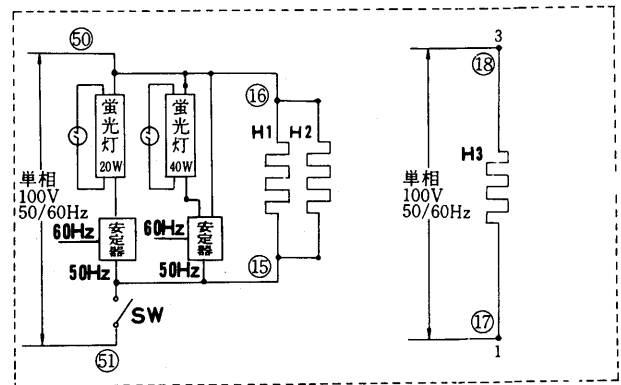 50
16
H1
H2
蛍光灯
20W
蛍光灯
40W
単相
100V
50/60Hz
60Hz
安定器
50Hz
60Hz
安定器
50Hz
15
SW
51
3
18
H3
単相
100V
50/60Hz
17
1